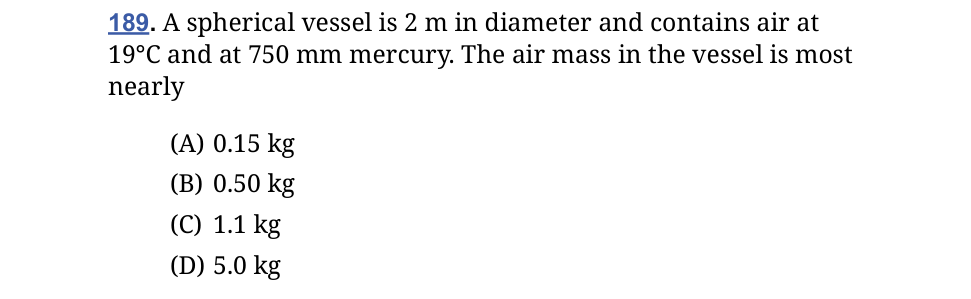 189. A spherical vessel is 2 m in diameter and contains air at
19°C and at 750 mm mercury. The air mass in the vessel is most
nearly
(A) 0.15 kg
(B) 0.50 kg
(C) 1.1 kg
(D) 5.0 kg